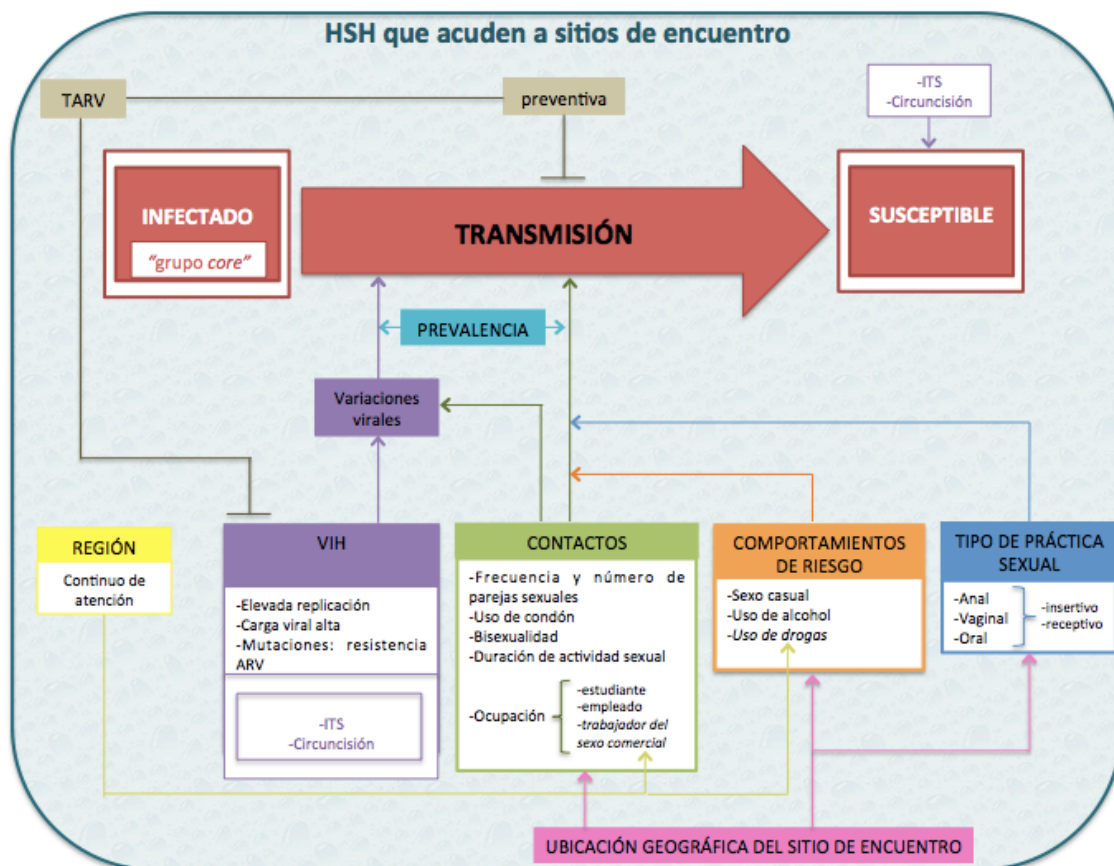 HSH que acuden a sitios de encuentro
TARV
preventiva
-ITS
-Circuncisión
INFECTADO
"grupo core"
TRANSMISIÓN
SUSCEPTIBLE
PREVALENCIA
Variaciones
virales
REGIÓN
Continuo de
atención
VIH
-Elevada replicación
-Carga viral alta
-Mutaciones: resistencia
ARV
-ITS
-Circuncisión
CONTACTOS
-Frecuencia y número de
parejas sexuales
-Uso de condón
-Bisexualidad
-Duración de actividad sexual
-Ocupación
-estudiante
-empleado
-trabajador del
sexo comercial
COMPORTAMIENTOS
DE RIESGO
-Sexo casual
-Uso de alcohol
-Uso de drogas
TIPO DE PRÁCTICA
SEXUAL
-Anal
-Vaginal
-Oral
-insertivo
-receptivo
UBICACIÓN GEOGRÁFICA DEL SITIO DE ENCUENTRO